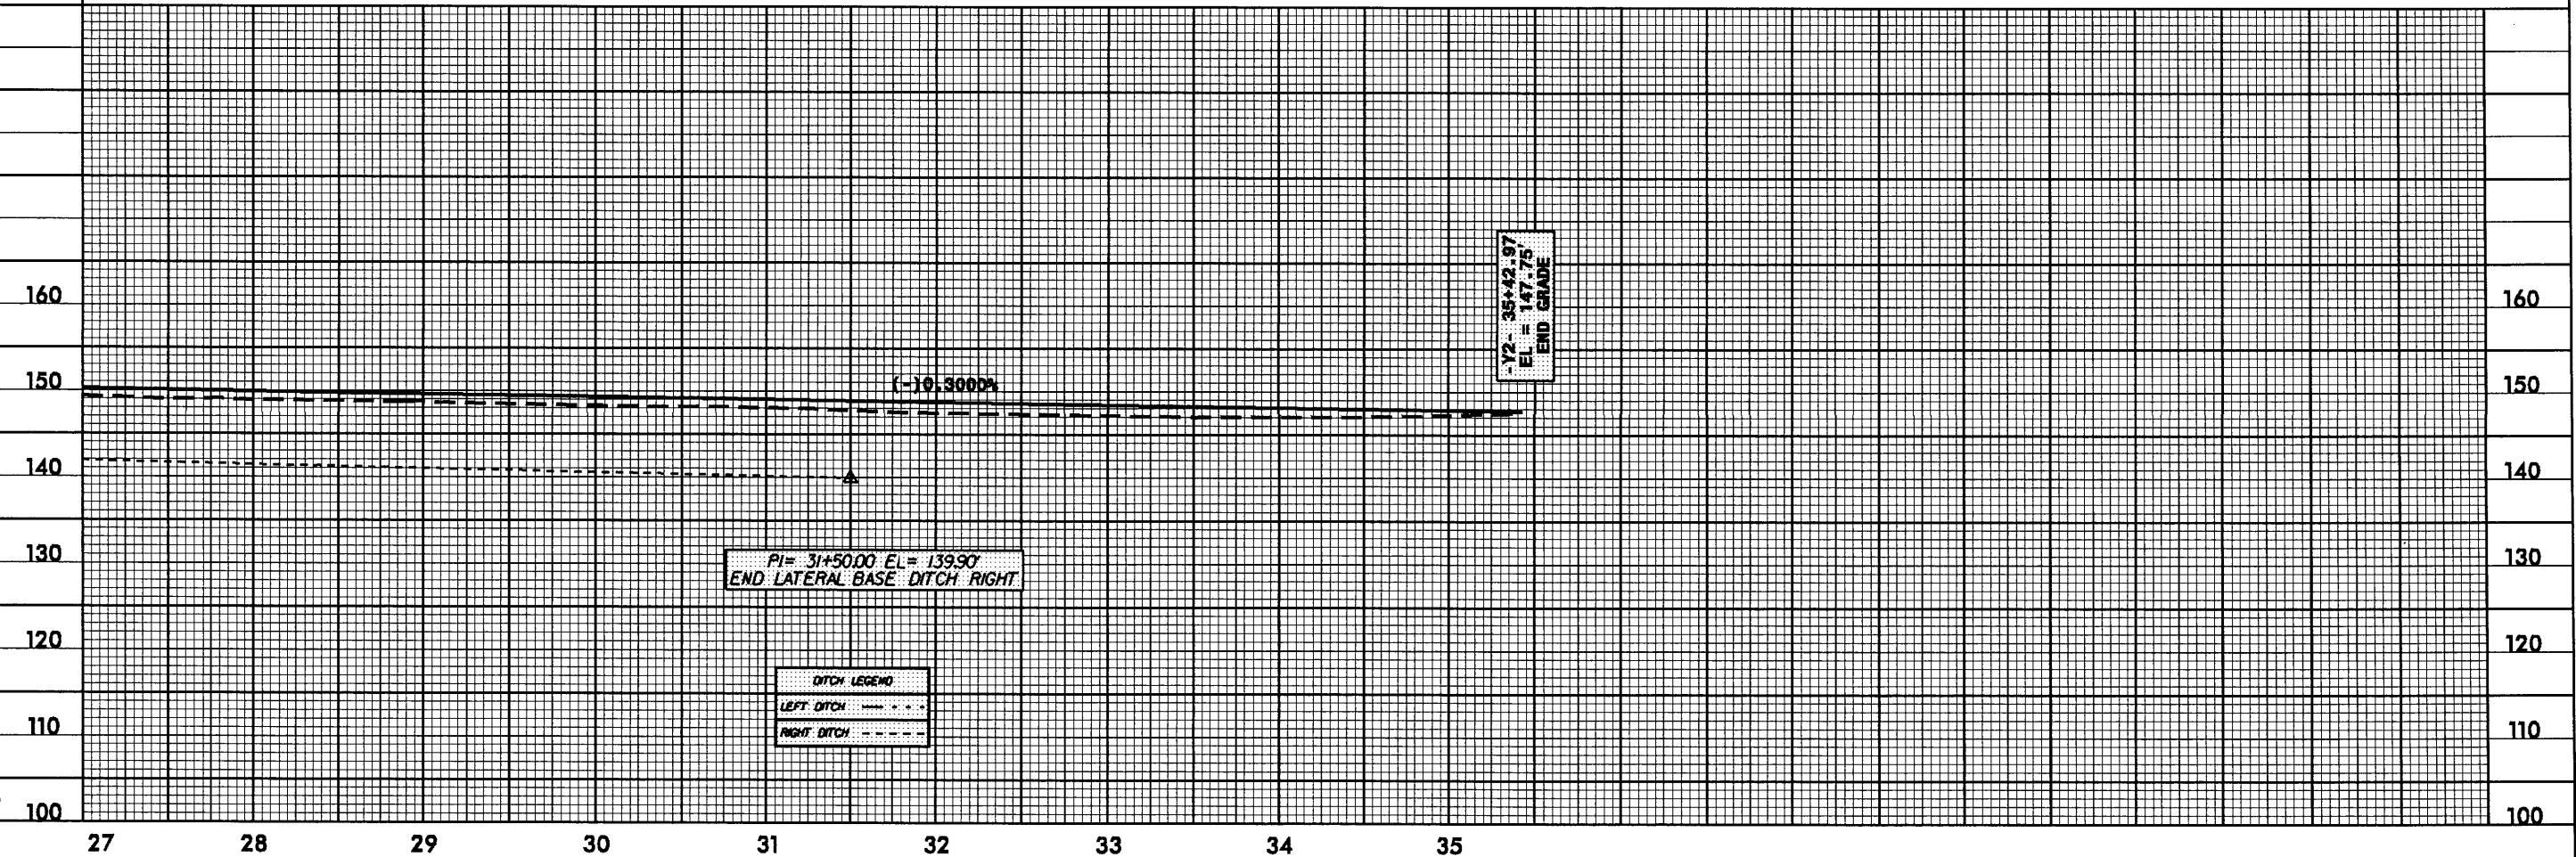 -Y2- 35+42.97
EL = 147.75'
END GRADE
160 160
150 (-)0.3000% 150
140 140
130 130
PI= 31+50.00 EL= 139.90'
END LATERAL BASE DITCH RIGHT
120 120
DITCH LEGEND
LEFT DITCH
RIGHT DITCH
110 110
100 100
27 28 29 30 31 32 33 34 35